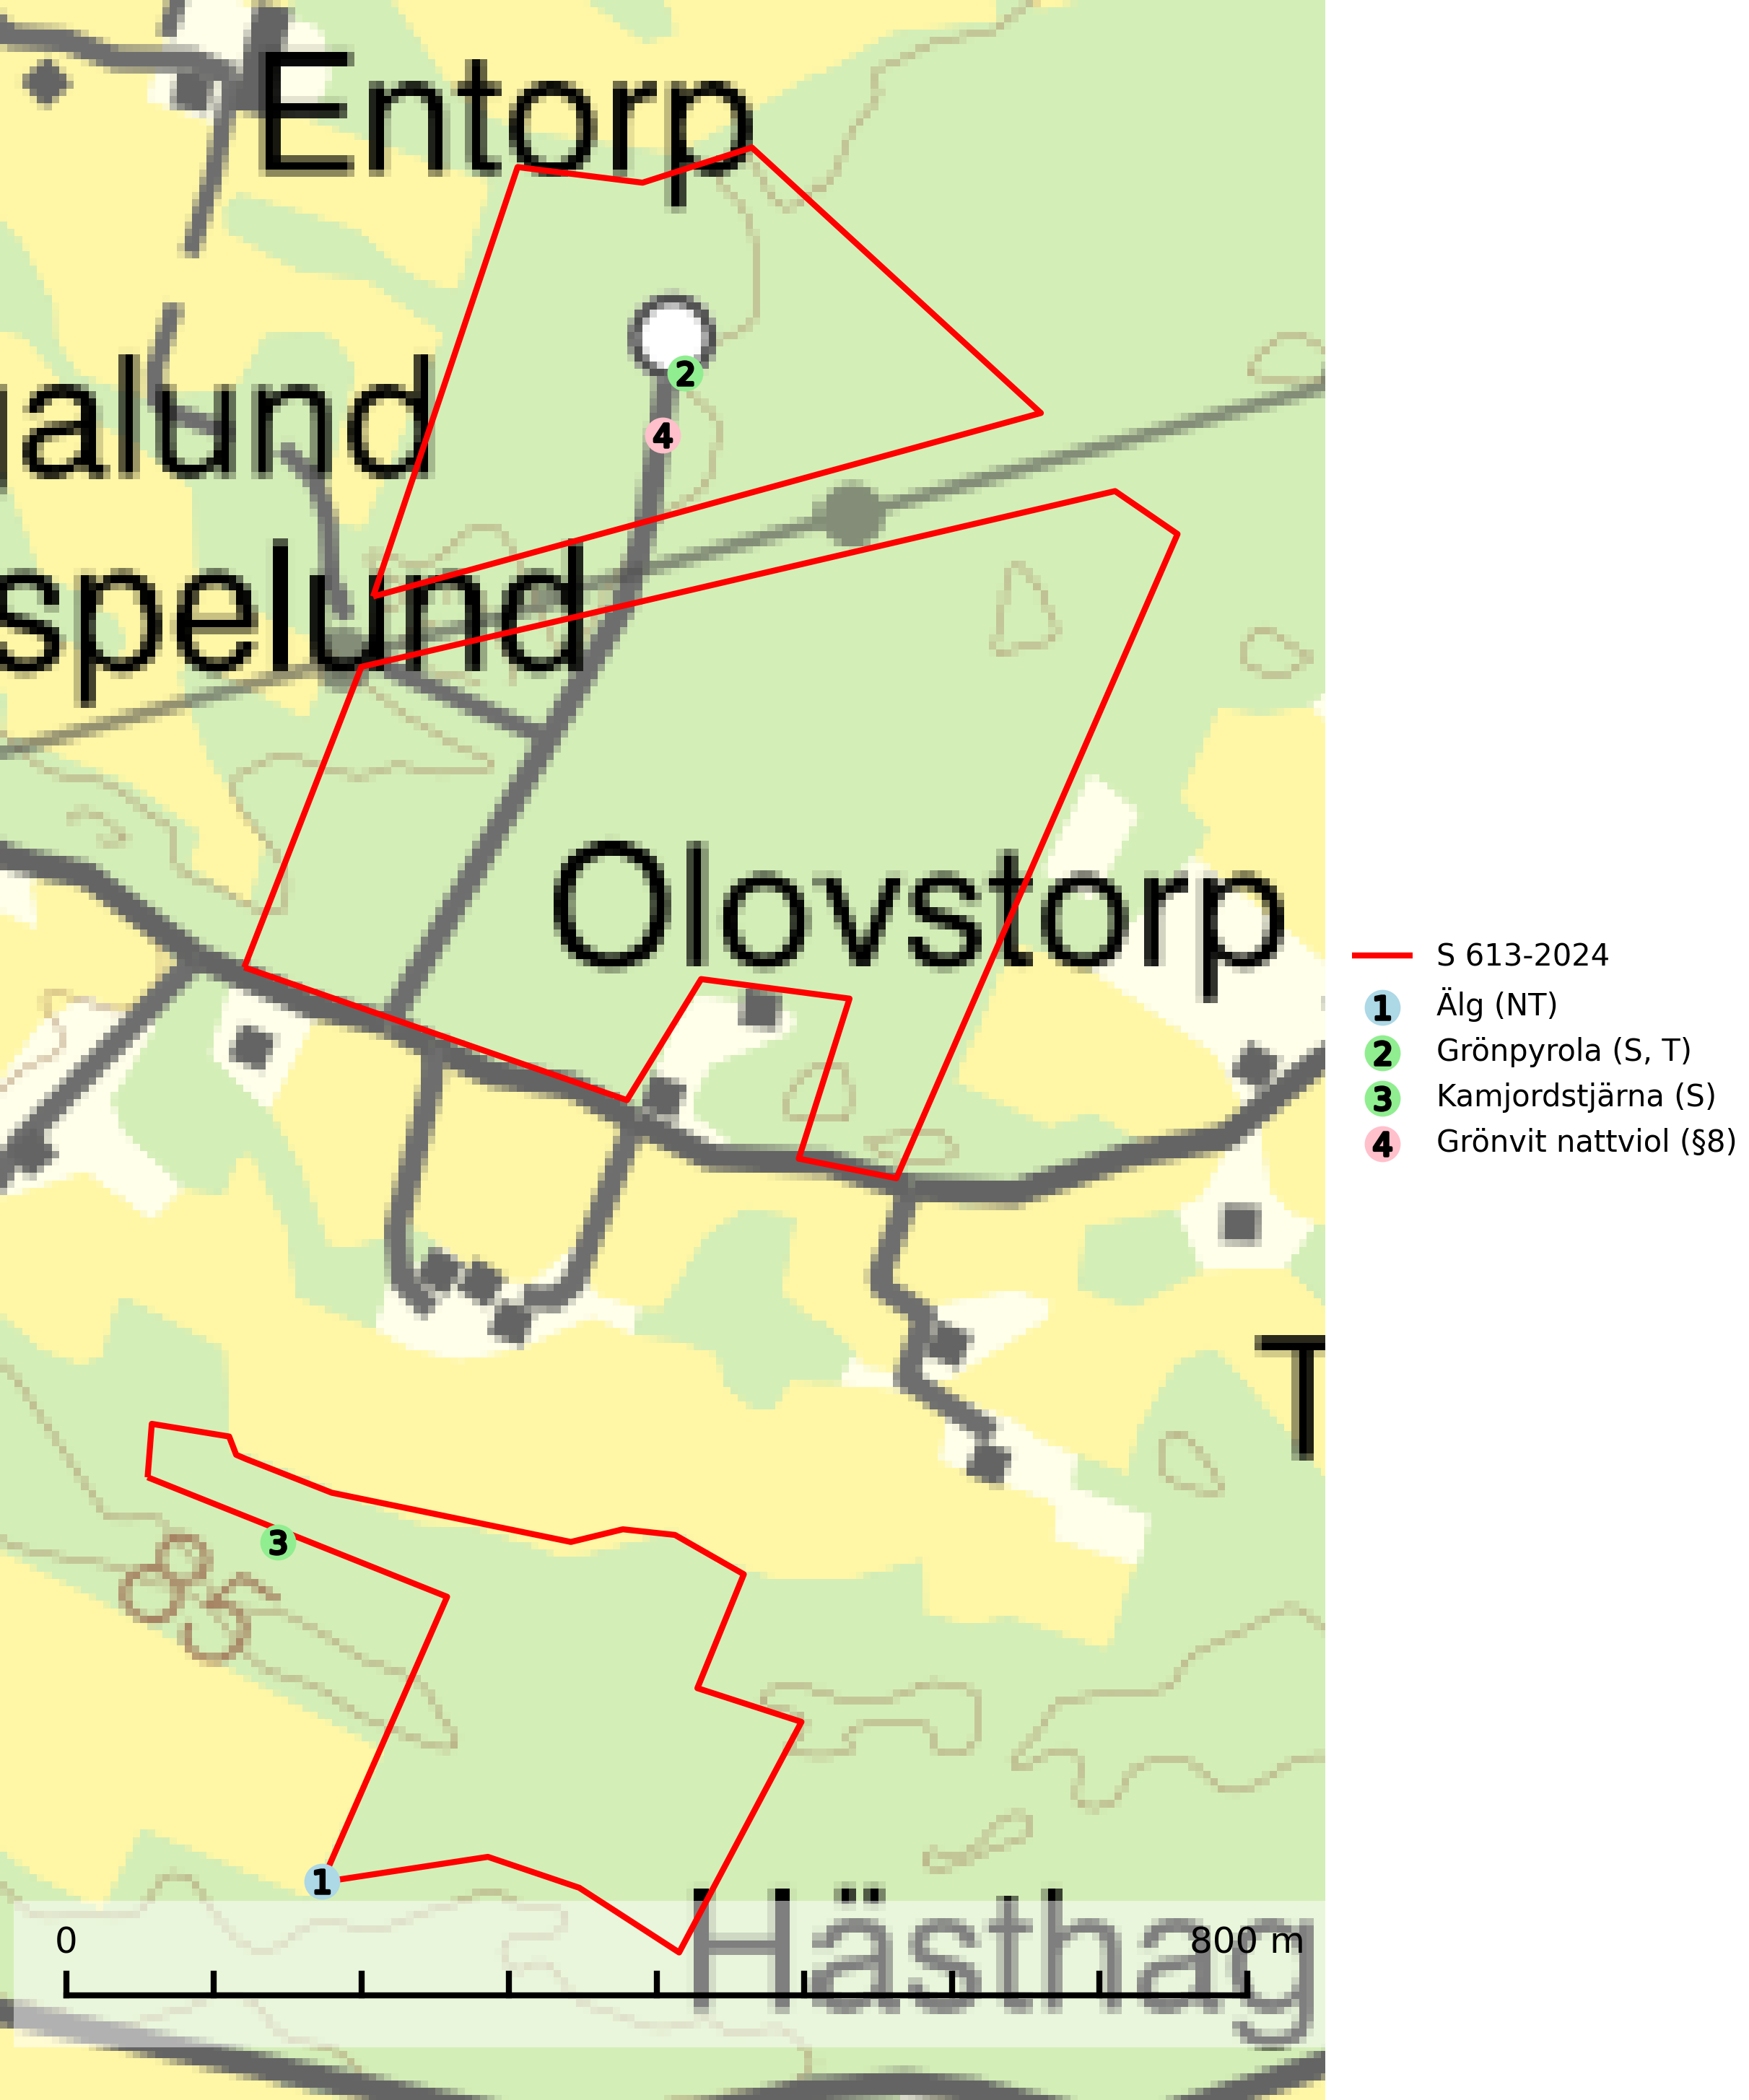 Entorp
2
alund
4
spelund
Olovstorp
S 613-2024
1 Älg (NT)
2 Grönpyrola (S, T)
3 Kamjordstjärna (S)
4 Grönvit nattviol (§8)
T
3
85
1
Hästhag
0 800 m